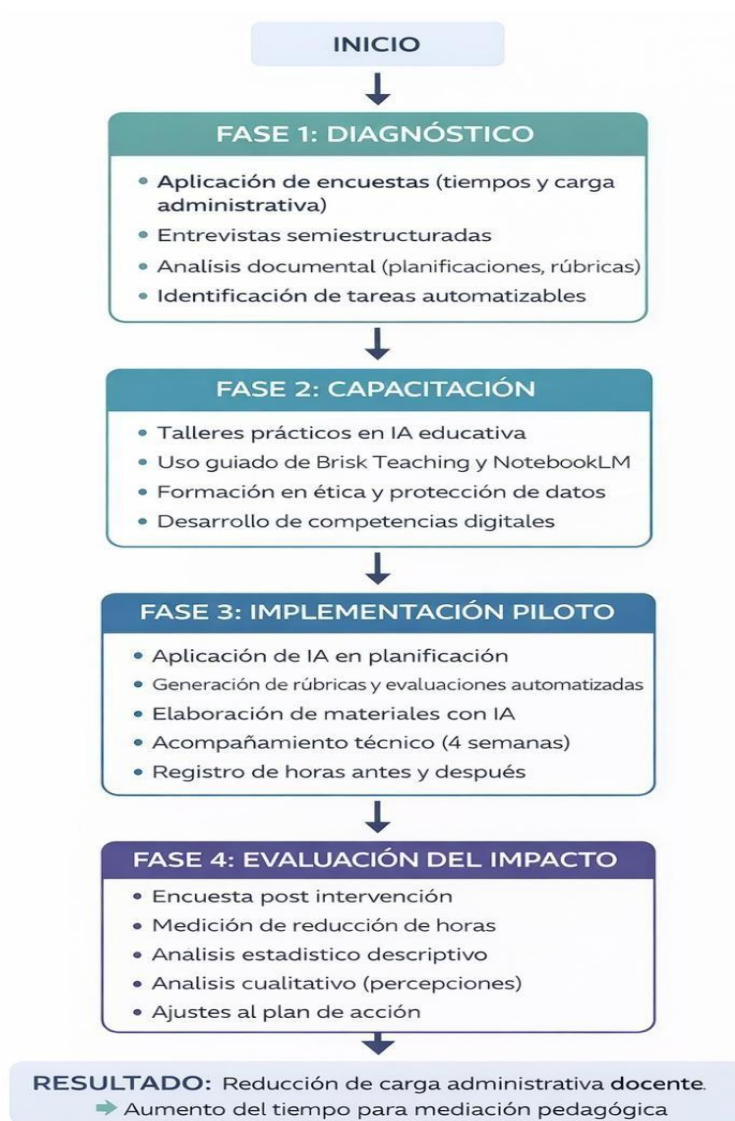 INICIO
FASE 1: DIAGNÓSTICO
• Aplicación de encuestas (tiempos y carga
administrativa)
• Entrevistas semiestructuradas
• Analísis documental (planificaciones, rúbricas)
• Identificación de tareas automatizables
FASE 2: CAPACITACIÓN
• Talleres prácticos en IA educativa
• Uso guiado de Brisk Teaching y NotebookLM
• Formación en ética y protección de datos
• Desarrollo de competencias digitales
FASE 3: IMPLEMENTACIÓN PILOTO
• Aplicación de IA en planificación
• Generación de rúbricas y evaluaciones automatizadas
• Elaboración de materiales con IA
• Acompañamiento técnico (4 semanas)
• Registro de horas antes y después
FASE 4: EVALUACIÓN DEL IMPACTO
• Encuesta post intervención
• Medición de reducción de horas
• Analisis estadistico descriptivo
• Analisis cualitativo (percepciones)
• Ajustes al plan de acción
RESULTADO: Reducción de carga administrativa docente.
➡ Aumento del tiempo para mediación pedagógica